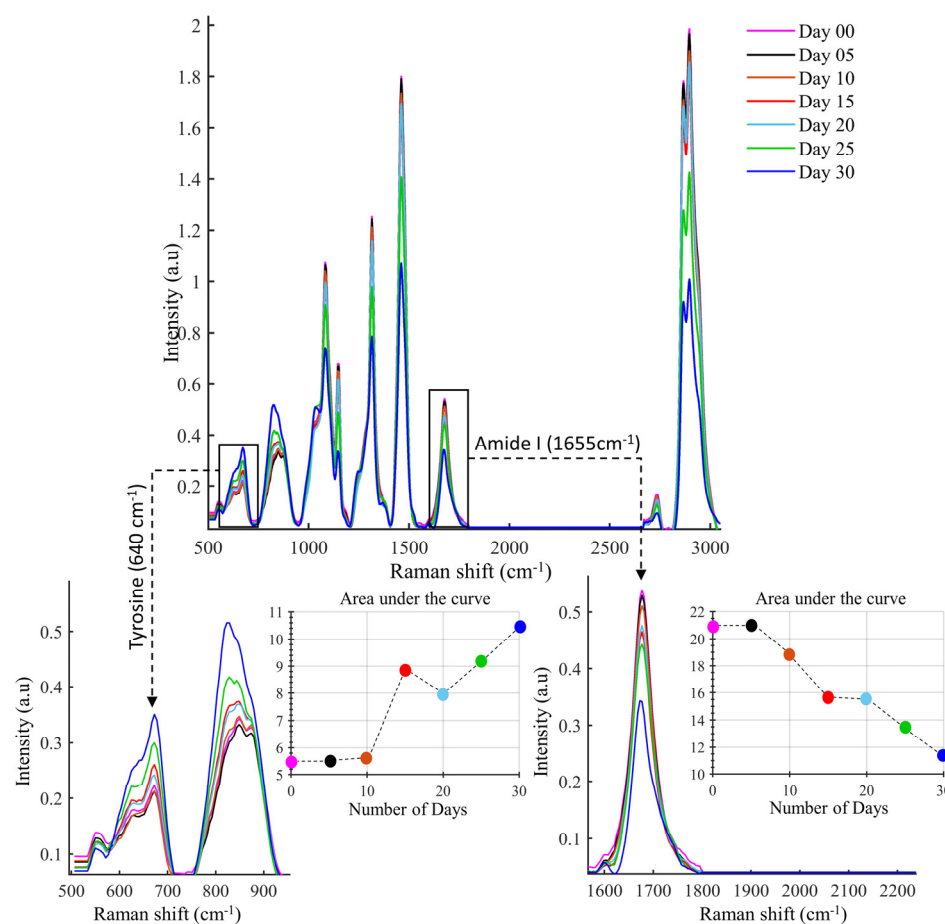 Day 00
Day 05
Day 10
Day 15
Day 20
Day 25
Day 30
Intensity (a.u)
2
1.8
1.6
1.4
1.2
1
0.8
0.6
0.4
0.2
500 1000 1500 2000 2500 3000
Raman shift (cm-1)
Amide I (1655cm-1)
Tyrosine (640 cm-1)
Intensity (a.u)
0.5
0.4
0.3
0.2
0.1
500 600 700 800 900
Raman shift (cm-1)
Area under the curve
11
10
9
8
7
6
5
0 10 20 30
Number of Days
Intensity (a.u)
0.5
0.4
0.3
0.2
0.1
1600 1700 1800 1900 2000 2100 2200
Raman shift (cm-1)
Area under the curve
22
20
18
16
14
12
10
0 10 20 30
Number of Days